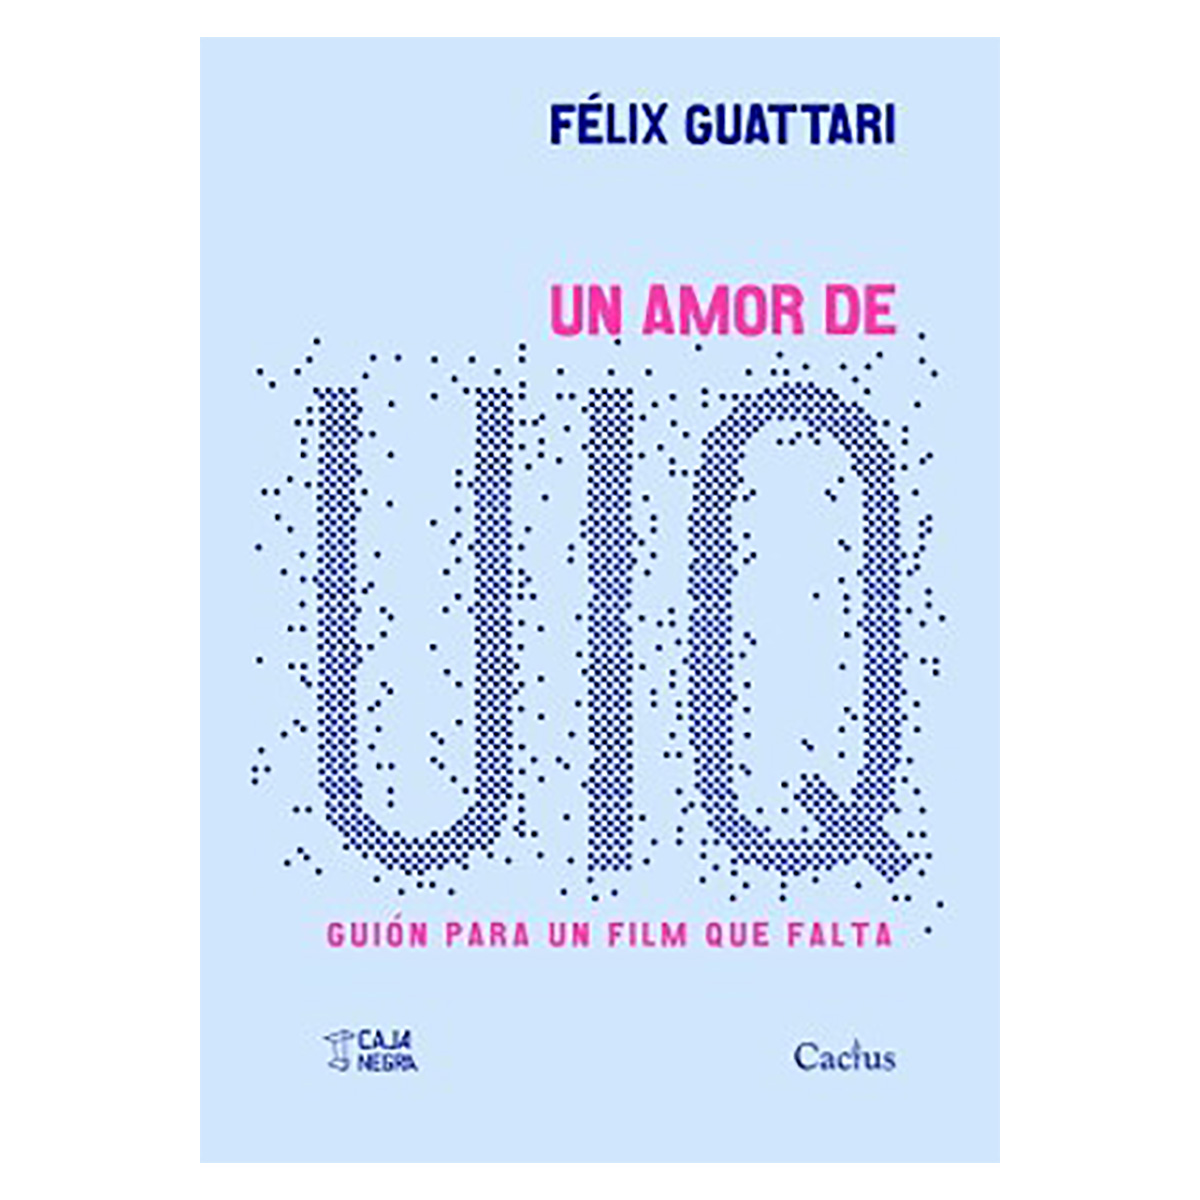 FÉLIX GUATTARI
UN AMOR DE
UIQ
GUIÓN PARA UN FILM QUE FALTA
CAJA
NEGRA
Cactus